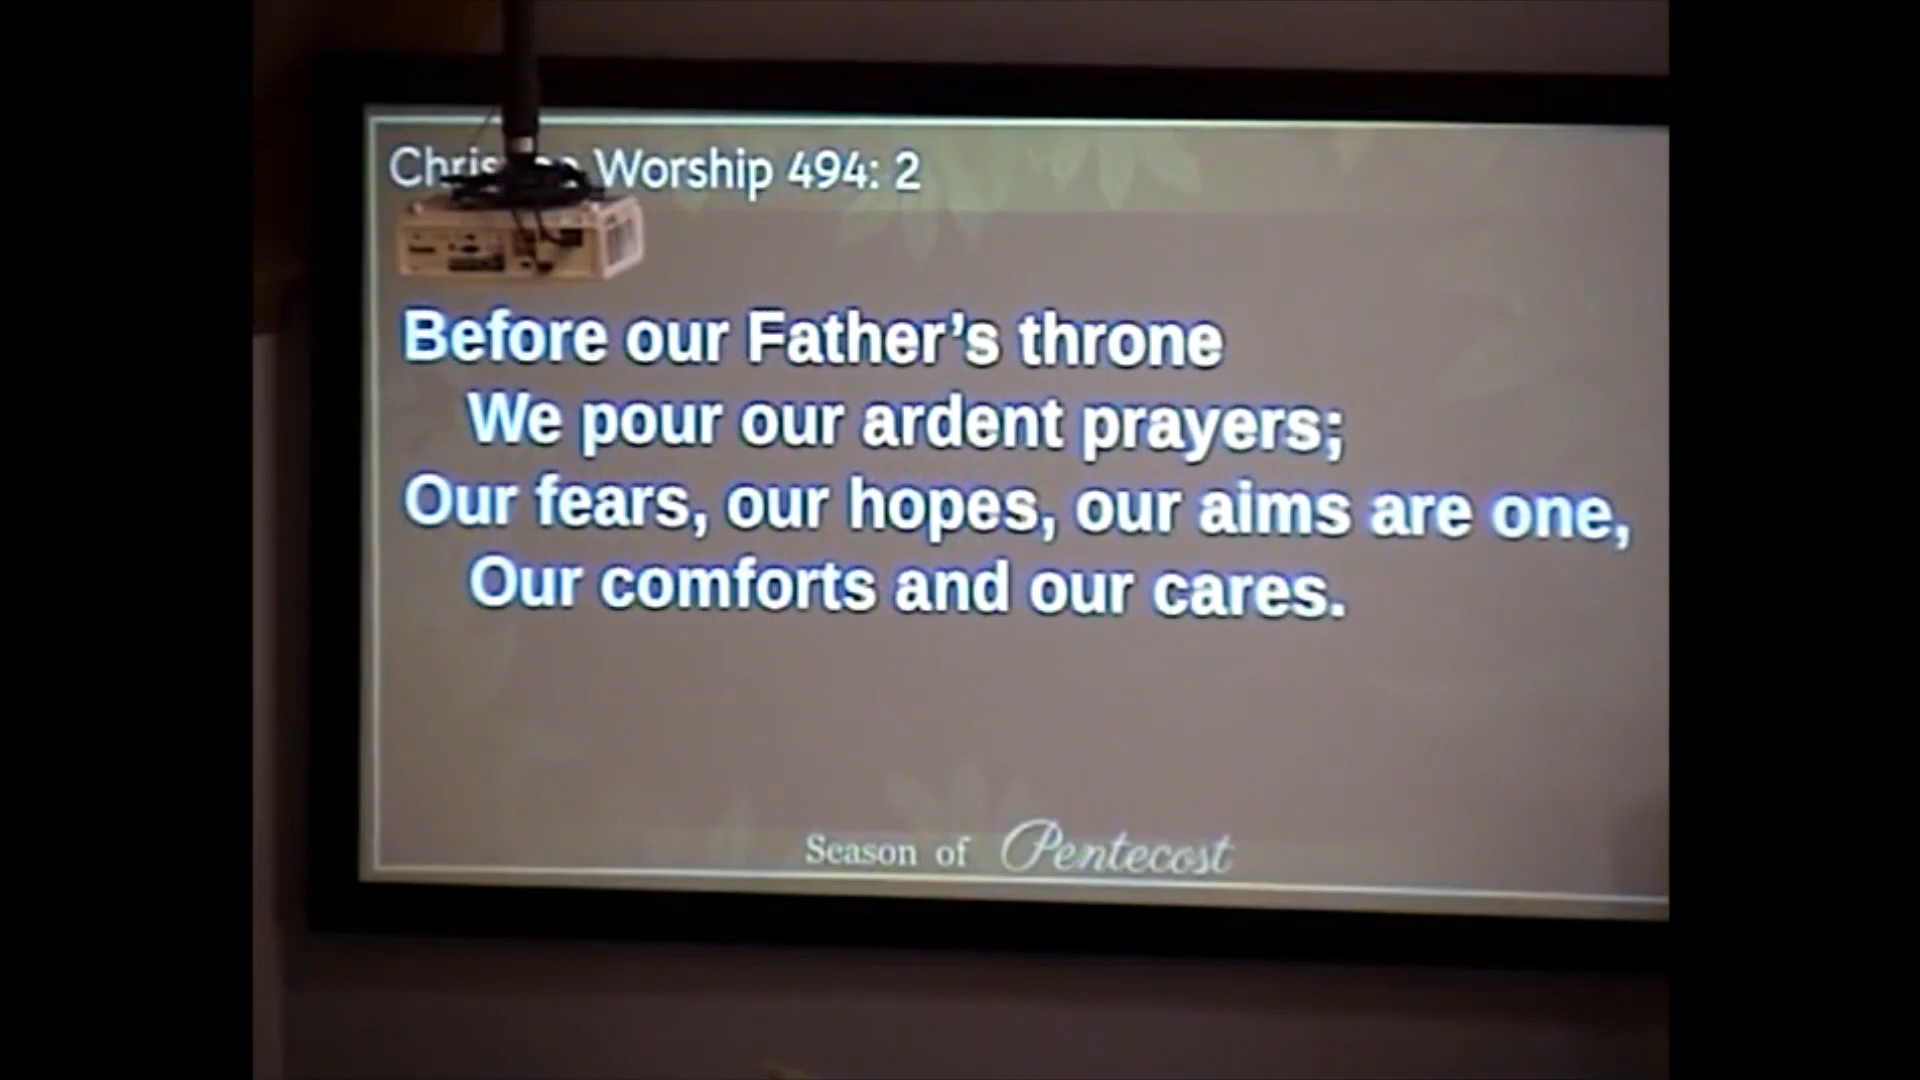 Worship 494: 2
Before our Father's throne
We pour our ardent prayers;
Our fears, our hopes, our aims are one,
Our comforts and our cares.
Season of Pentecost